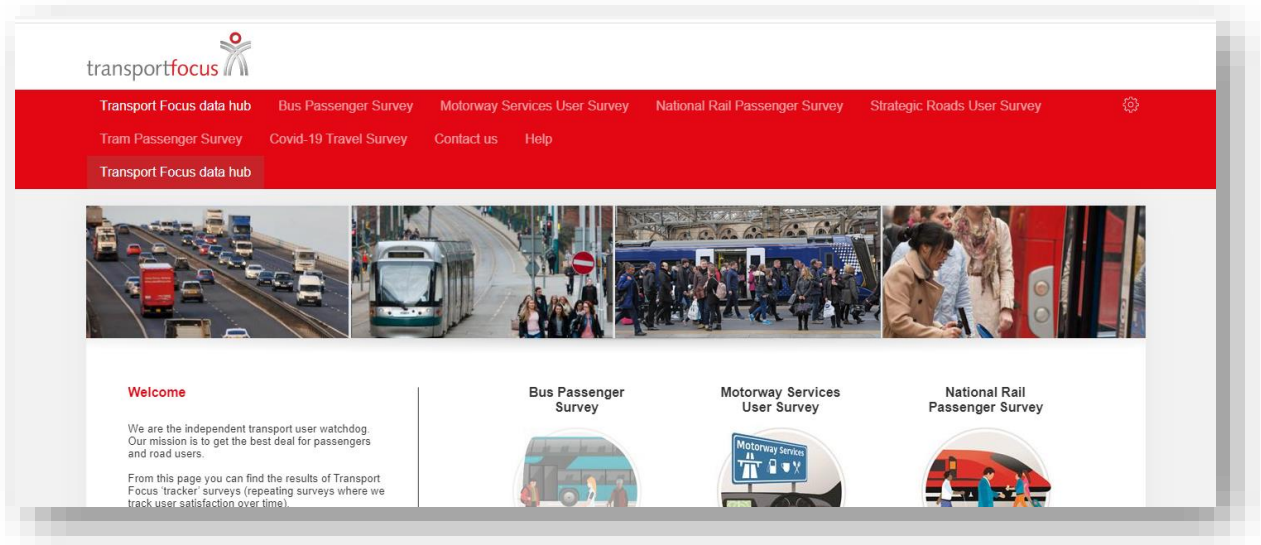 transportfocus
Transport Focus data hub Bus Passenger Survey Motorway Services User Survey National Rail Passenger Survey Strategic Roads User Survey
Tram Passenger Survey Covid-19 Travel Survey Contact us Help
Transport Focus data hub
Welcome
We are the independent transport user watchdog.
Our mission is to get the best deal for passengers
and road users.
From this page you can find the results of Transport
Focus 'tracker' surveys (repeating surveys where we
track user satisfaction over time).
Bus Passenger
Survey
Motorway Services
User Survey
Motorway Services
National Rail
Passenger Survey